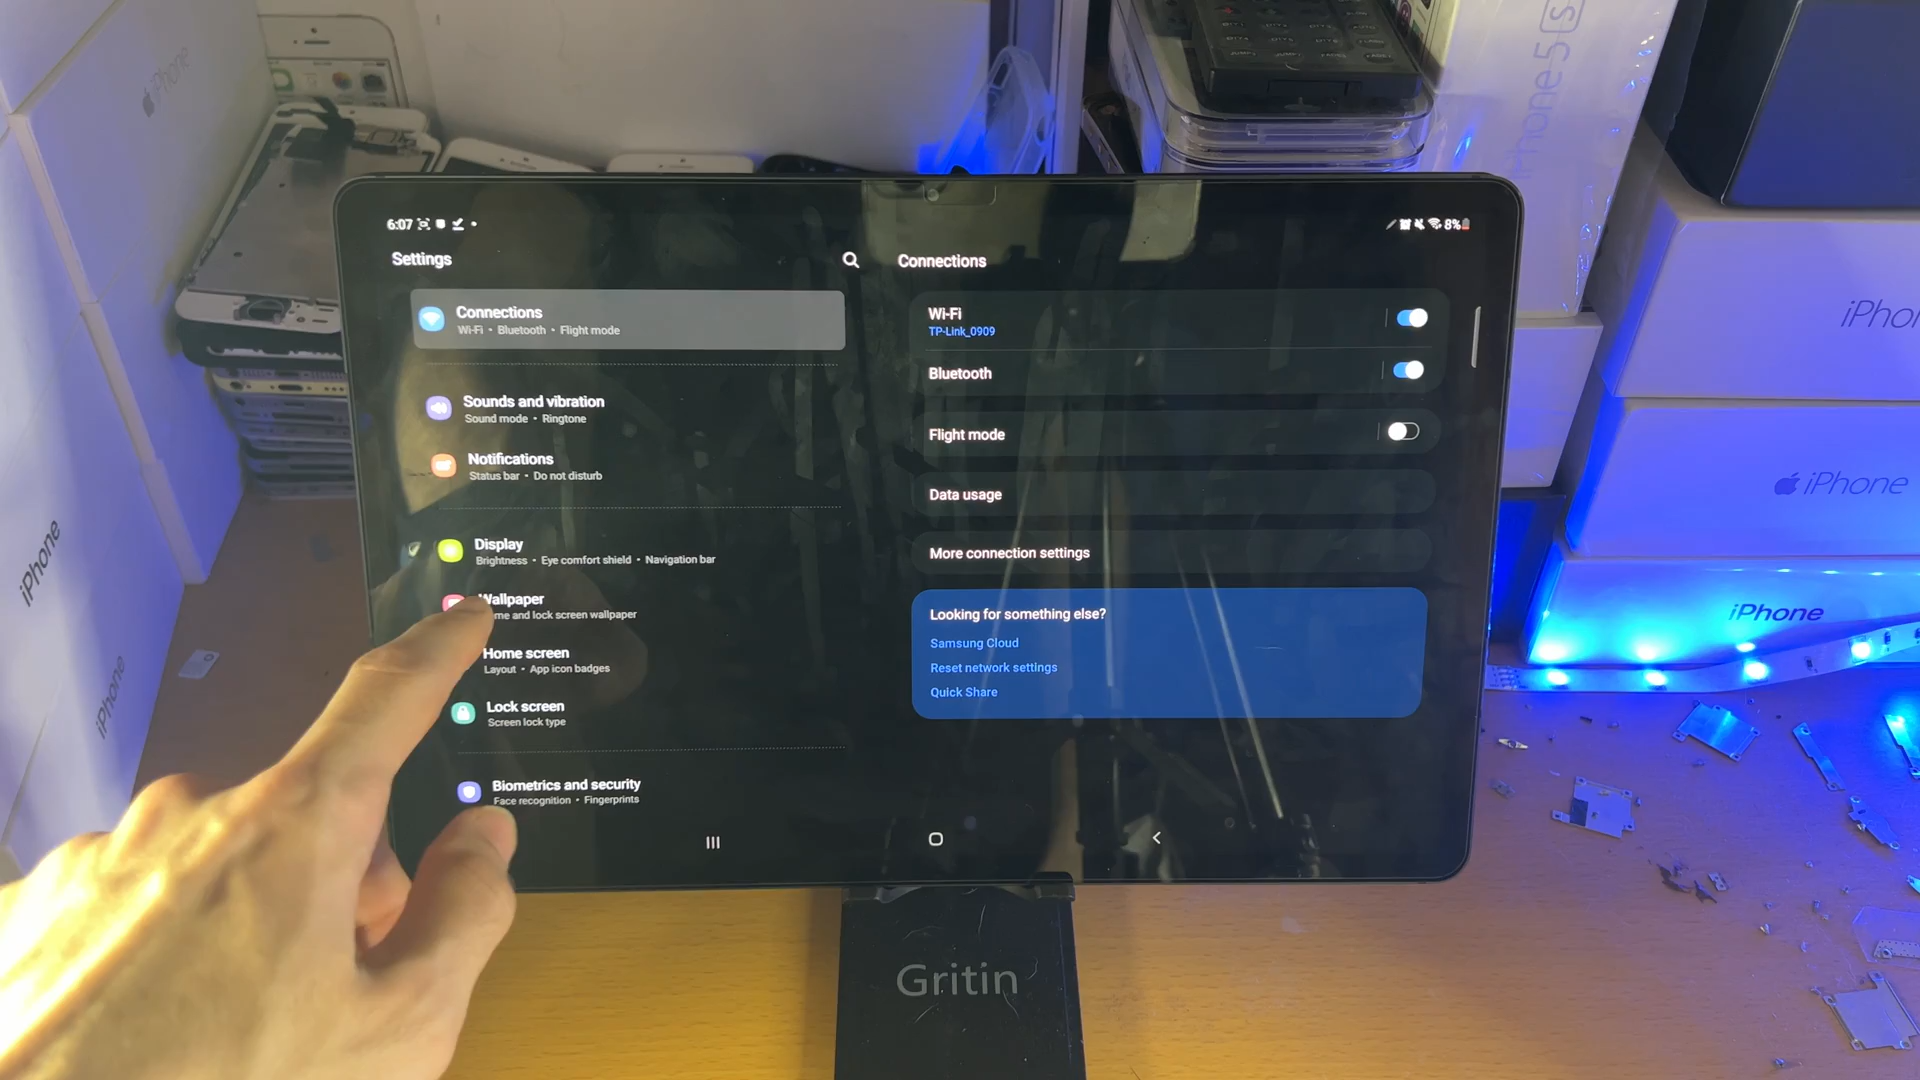 iPhone
iPhone 5s
6:07
8%
Settings
Connections
Wi-Fi • Bluetooth • Flight mode
Sounds and vibration
Sound mode • Ringtone
Notifications
Status bar • Do not disturb
Display
Brightness • Eye comfort shield • Navigation bar
Wallpaper
me and lock screen wallpaper
Home screen
Layout • App icon badges
Lock screen
Screen lock type
Biometrics and security
Face recognition • Fingerprints
Connections
Wi-Fi
TP-Link_0909
Bluetooth
Flight mode
Data usage
More connection settings
Looking for something else?
Samsung Cloud
Reset network settings
Quick Share
iPho
iPhone
iPhone
iPhone
iPhone
Gritin